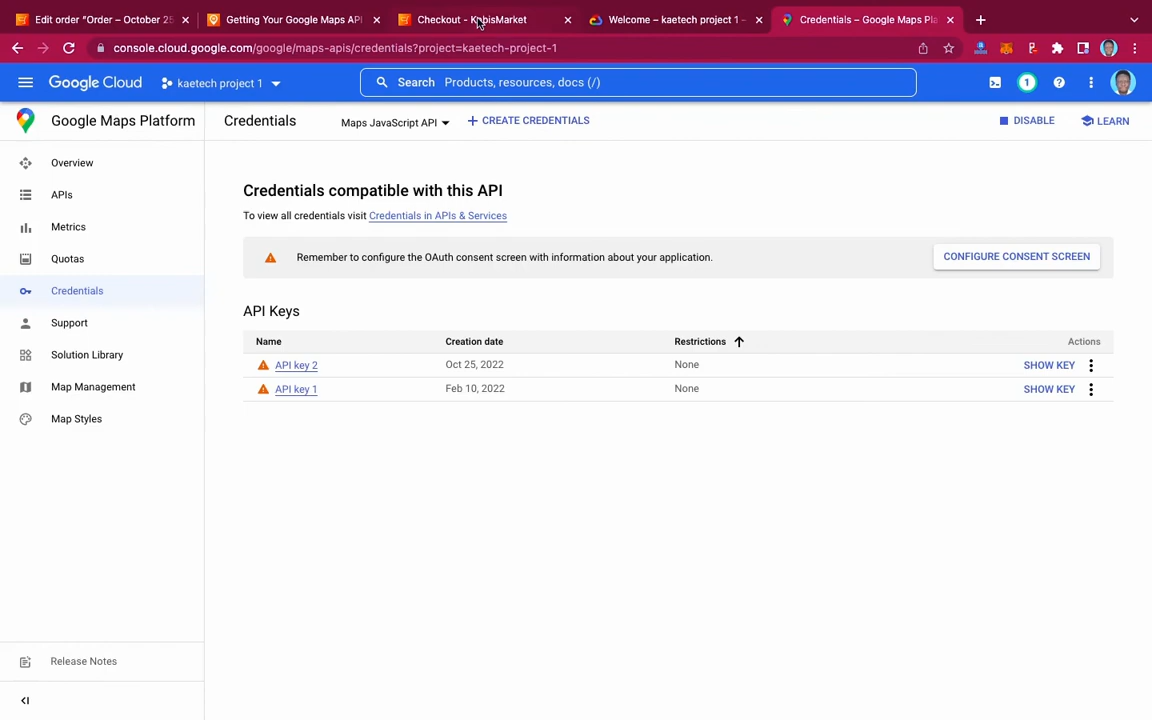 Edit order "Order – October 25
Getting Your Google Maps API
Checkout - KobisMarket
Welcome – kaetech project 1 –
Credentials – Google Maps Pla
console.cloud.google.com/google/maps-apis/credentials?project=kaetech-project-1
Google Cloud
kaetech project 1
Search Products, resources, docs (/)
1
Google Maps Platform
Credentials
Maps JavaScript API
CREATE CREDENTIALS
DISABLE
LEARN
Overview
APIs
Metrics
Quotas
Credentials
Support
Solution Library
Map Management
Map Styles
Release Notes
Credentials compatible with this API
To view all credentials visit Credentials in APIs & Services
Remember to configure the OAuth consent screen with information about your application.
CONFIGURE CONSENT SCREEN
API Keys
Name Creation date Restrictions Actions
API key 2 Oct 25, 2022 None SHOW KEY
API key 1 Feb 10, 2022 None SHOW KEY